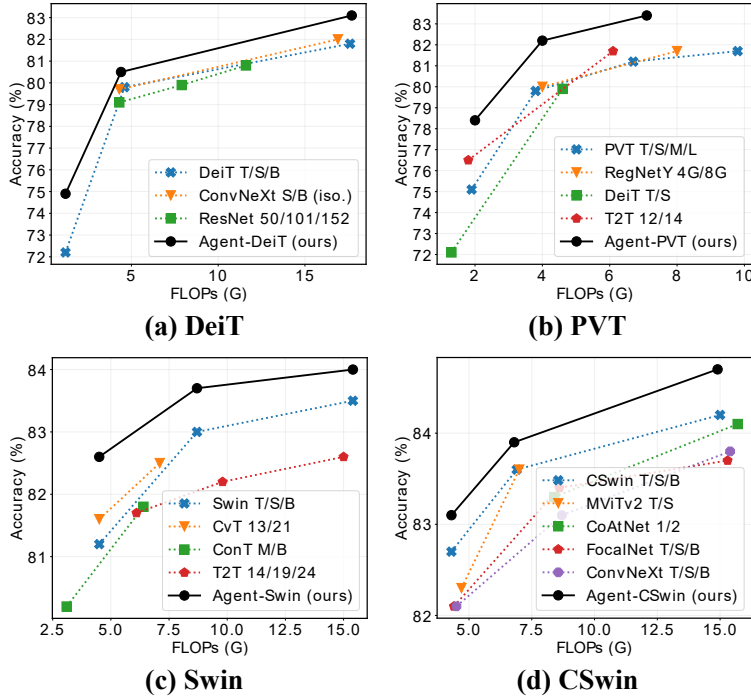 83
82
81
80
79
78
77
76
75
74
73
72
Accuracy (%)
5
10
15
FLOPs (G)
DeiT T/S/B
ConvNeXt S/B (iso.)
ResNet 50/101/152
Agent-DeiT (ours)
(a) DeiT
83
82
81
80
79
78
77
76
75
74
73
72
Accuracy (%)
2
4
6
8
10
FLOPs (G)
PVT T/S/M/L
RegNetY 4G/8G
DeiT T/S
T2T 12/14
Agent-PVT (ours)
(b) PVT
84
83
82
81
Accuracy (%)
2.5
5.0
7.5
10.0
12.5
15.0
FLOPs (G)
Swin T/S/B
CvT 13/21
ConT M/B
T2T 14/19/24
Agent-Swin (ours)
(c) Swin
84
83
82
Accuracy (%)
5.0
7.5
10.0
12.5
15.0
FLOPs (G)
CSwin T/S/B
MViTv2 T/S
CoAtNet 1/2
FocalNet T/S/B
ConvNeXt T/S/B
Agent-CSwin (ours)
(d) CSwin